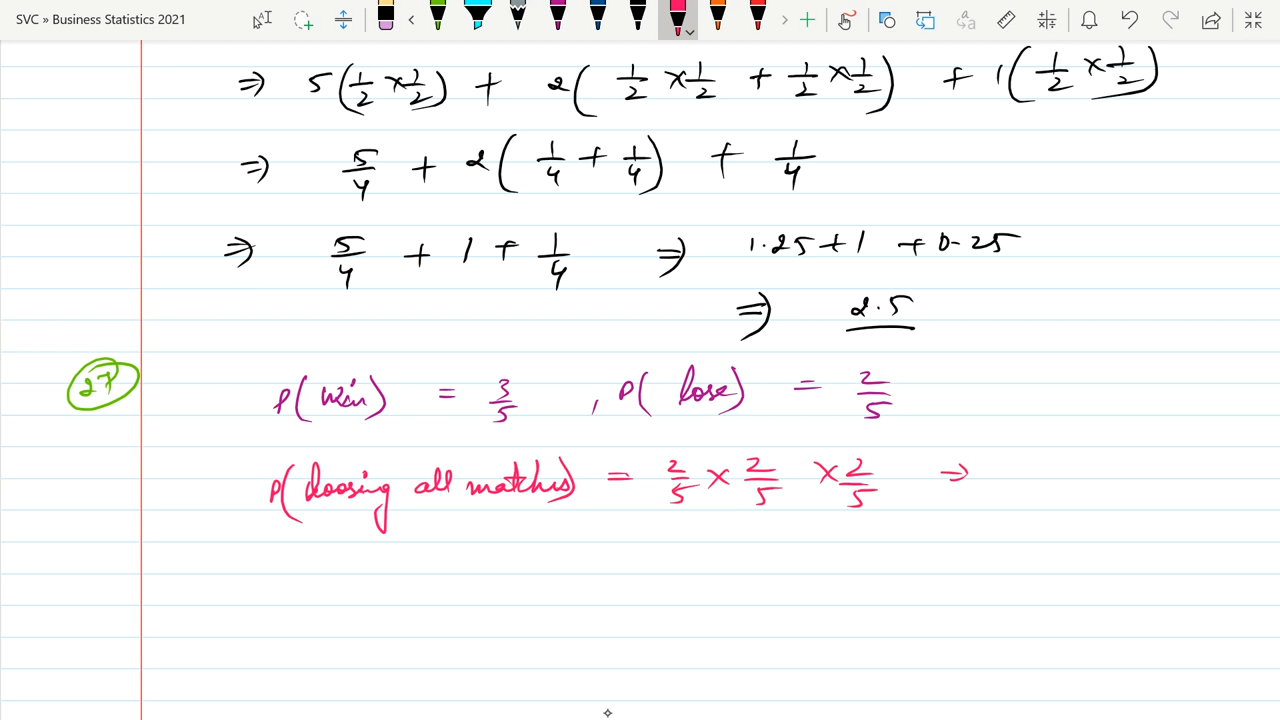 SVC » Business Statistics 2021
⇒ 5(1/2 × 1/2) + 2(1/2 × 1/2 + 1/2 × 1/2) + 1(1/2 × 1/2)
⇒ 5/4 + 2(1/4 + 1/4) + 1/4
⇒ 5/4 + 1 + 1/4 ⇒ 1.25 + 1 + 0.25
⇒ 2.5
27 P(win) = 3/5 , P(lose) = 2/5
P(loosing all matches) = 2/5 × 2/5 × 2/5 ⇒